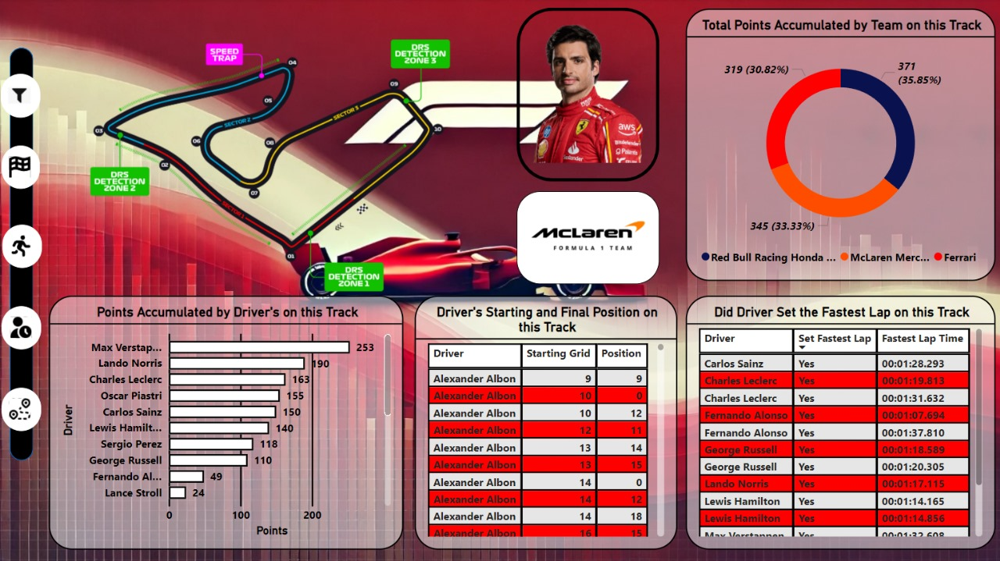 SPEED
TRAP
DRS
DETECTION
ZONE 3
04
09
05
SECTOR 3
SECTOR 2
03
10
06
08
02
DRS
DETECTION
ZONE 2
07
SECTOR 1
01
DRS
DETECTION
ZONE 1
aws
Bitdefender
Palantir
Santander
McLaren
FORMULA 1 TEAM
Total Points Accumulated by Team on this Track
319 (30.82%)
371
(35.85%)
345 (33.33%)
Red Bull Racing Honda ... McLaren Merc... Ferrari
Points Accumulated by Driver's on this Track
Driver
Max Verstap... 253
Lando Norris 190
Charles Leclerc 163
Oscar Piastri 155
Carlos Sainz 150
Lewis Hamilt... 140
Sergio Perez 118
George Russell 110
Fernando Al... 49
Lance Stroll 24
0 100 200
Points
Driver's Starting and Final Position on
this Track
Driver Starting Grid Position
Alexander Albon 9 9
Alexander Albon 10 0
Alexander Albon 10 12
Alexander Albon 12 11
Alexander Albon 13 14
Alexander Albon 13 15
Alexander Albon 14 0
Alexander Albon 14 12
Alexander Albon 14 18
Alexander Albon 16 15
Did Driver Set the Fastest Lap on this Track
Driver Set Fastest Lap Fastest Lap Time
Carlos Sainz Yes 00:01:28.293
Charles Leclerc Yes 00:01:19.813
Charles Leclerc Yes 00:01:31.632
Fernando Alonso Yes 00:01:07.694
Fernando Alonso Yes 00:01:37.810
George Russell Yes 00:01:18.589
George Russell Yes 00:01:20.305
Lando Norris Yes 00:01:17.115
Lewis Hamilton Yes 00:01:14.165
Lewis Hamilton Yes 00:01:14.856
Max Verstappen Yes 00:01:32.608